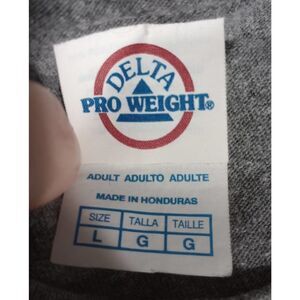 DELTA
PRO WEIGHT®
ADULT ADULTO ADULTE
MADE IN HONDURAS
SIZE TALLA TAILLE
L G G